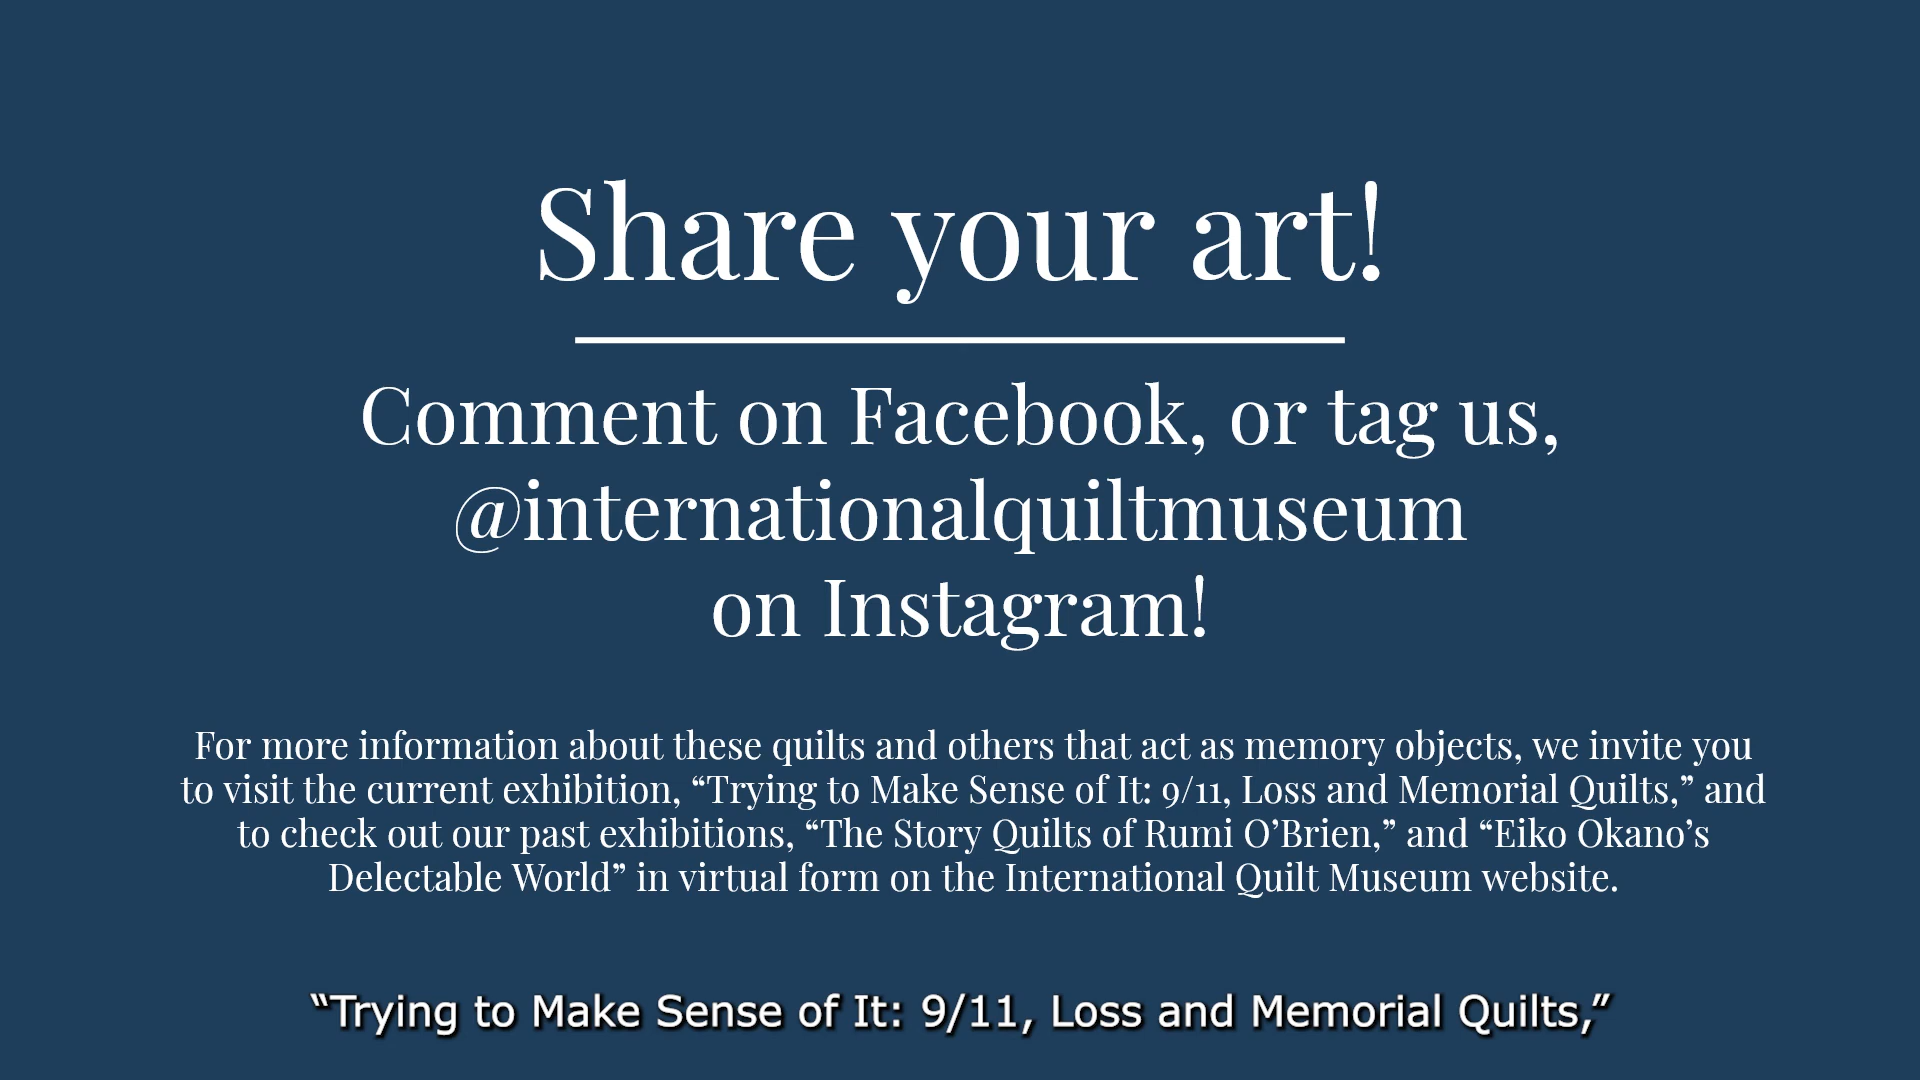 Share your art!
Comment on Facebook, or tag us,
@internationalquiltmuseum
on Instagram!
For more information about these quilts and others that act as memory objects, we invite you
to visit the current exhibition, “Trying to Make Sense of It: 9/11, Loss and Memorial Quilts,” and
to check out our past exhibitions, “The Story Quilts of Rumi O’Brien,” and “Eiko Okano’s
Delectable World” in virtual form on the International Quilt Museum website.
“Trying to Make Sense of It: 9/11, Loss and Memorial Quilts,”